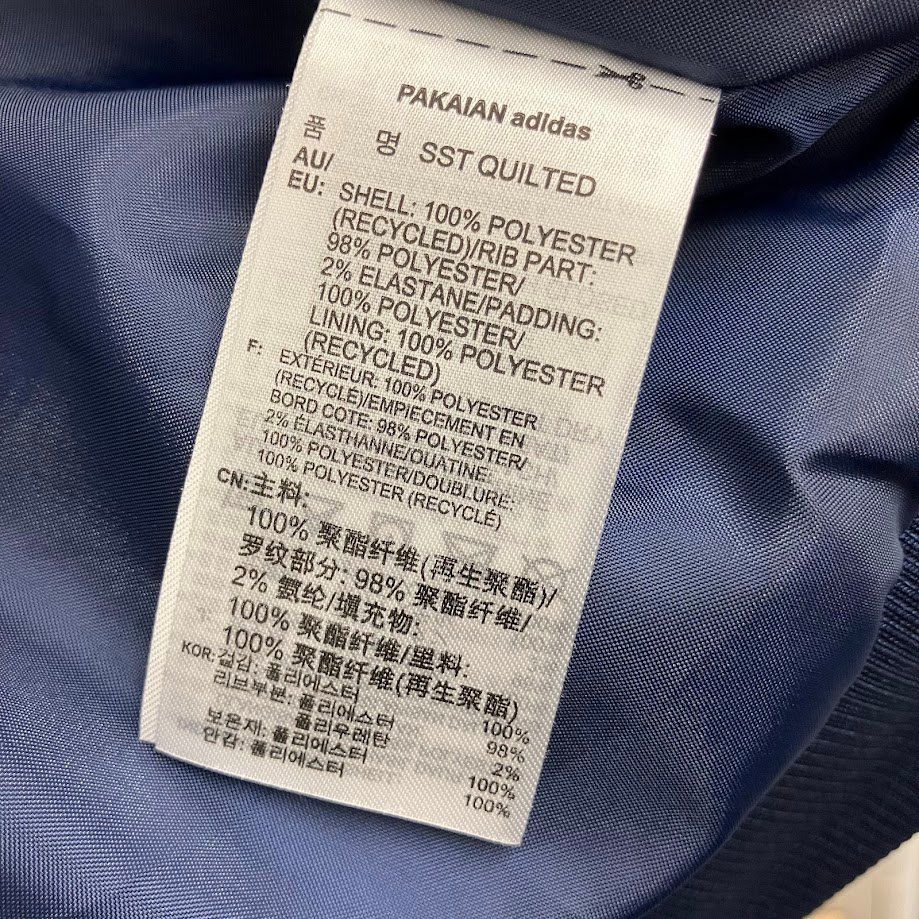 PAKAIAN adidas
품 명 SST QUILTED
AU/
EU: SHELL: 100% POLYESTER
(RECYCLED)/RIB PART:
98% POLYESTER/
2% ELASTANE/PADDING:
100% POLYESTER/
LINING: 100% POLYESTER
(RECYCLED)
F: EXTÉRIEUR: 100% POLYESTER
(RECYCLÉ)/EMPIECEMENT EN
BORD COTE: 98% POLYESTER/
2% ÉLASTHANNE/OUATINE:
100% POLYESTER/DOUBLURE:
100% POLYESTER (RECYCLÉ)
CN: 主料:
100% 聚酯纤维(再生聚酯)/
罗纹部分: 98% 聚酯纤维/
2% 氨纶/填充物:
100% 聚酯纤维/里料:
100% 聚酯纤维(再生聚酯)
KOR: 겉감: 폴리에스터 100%
리브부분: 폴리에스터 98%
폴리우레탄 2%
보온재: 폴리에스터 100%
안감: 폴리에스터 100%